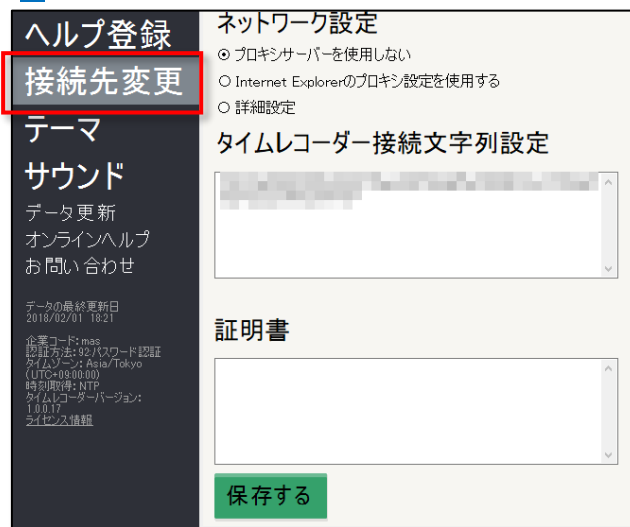 ヘルプ登録
接続先変更
テーマ
サウンド
データ更新
オンラインヘルプ
お問い合わせ
データの最終更新日
2018/02/01 18:21
企業コード: mas
認証方法: 92:パスワード認証
タイムゾーン: Asia/Tokyo
(UTC+09:00:00)
時刻取得: NTP
タイムレコーダーバージョン:
1.0.0.17
ライセンス情報
ネットワーク設定
プロキシサーバーを使用しない
Internet Explorerのプロキシ設定を使用する
詳細設定
タイムレコーダー接続文字列設定
証明書
保存する